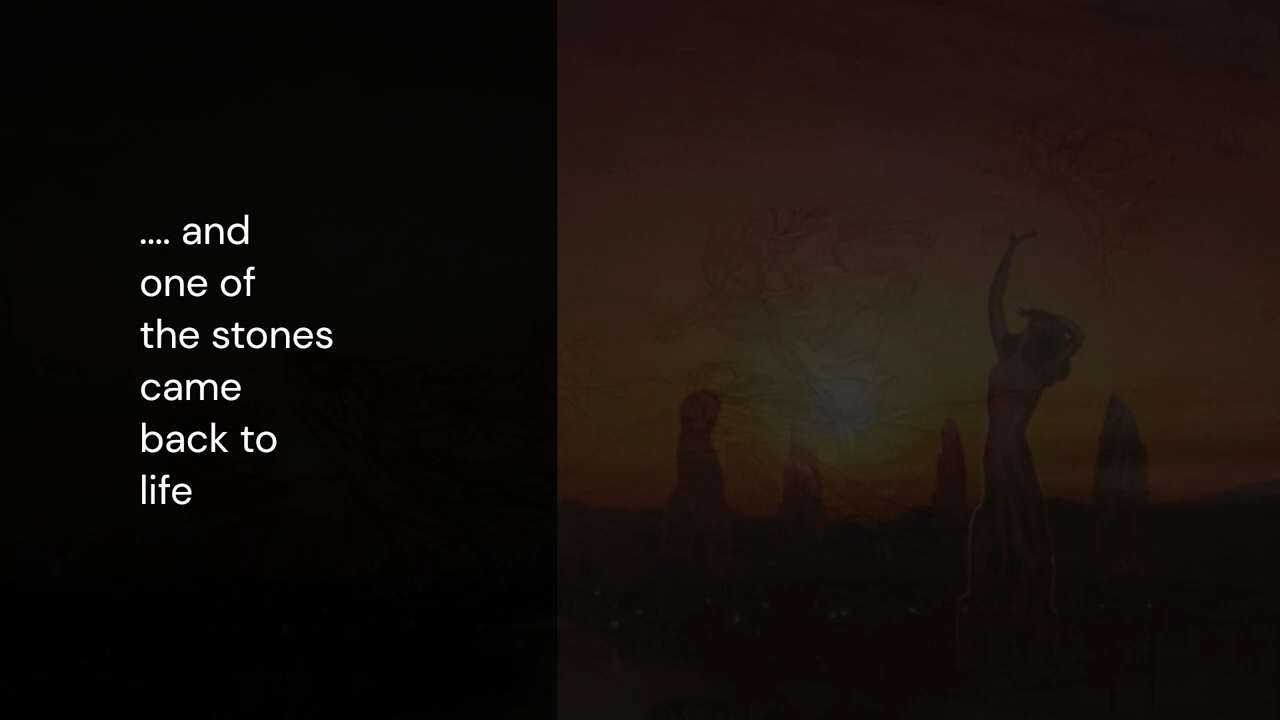 .... and
one of
the stones
came
back to
life